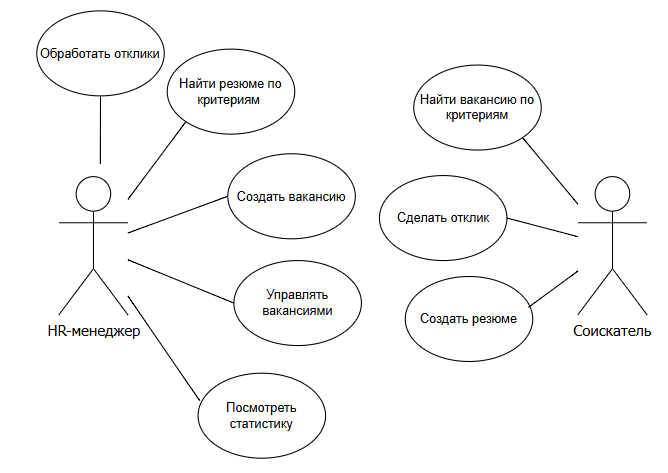 Обработать отклики
Найти резюме по
критериям
Найти вакансию по
критериям
Создать вакансию
Сделать отклик
Управлять
вакансиями
Создать резюме
HR-менеджер
Соискатель
Посмотреть
статистику